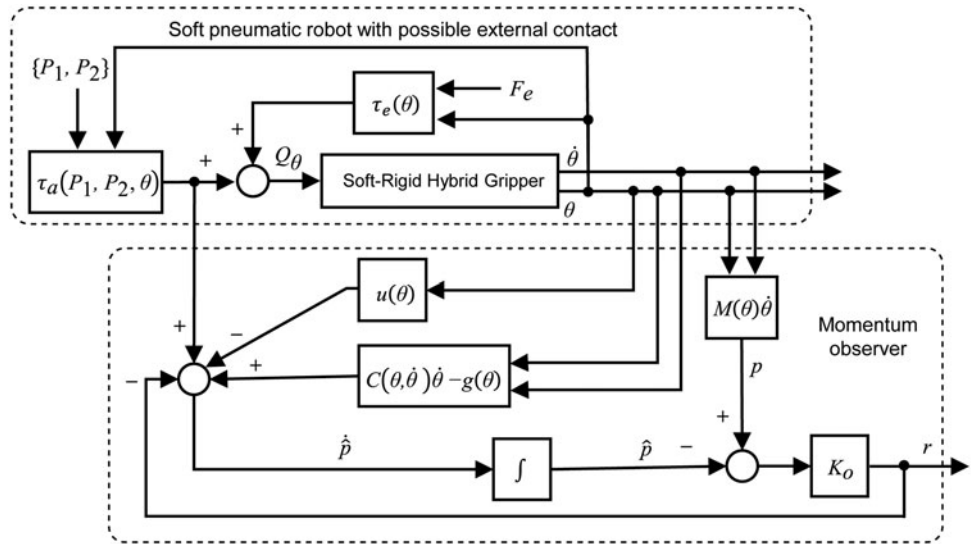 Soft pneumatic robot with possible external contact
{P₁, P₂}
τₑ(θ)
Fₑ
+
+
Q_θ
τₐ(P₁, P₂, θ)
Soft-Rigid Hybrid Gripper
θ̇
θ
u(θ)
M(θ)θ̇
Momentum
observer
+
−
−
+
C(θ,θ̇)θ̇ −g(θ)
p
+
p̂̇
∫
p̂
−
Kₒ
r